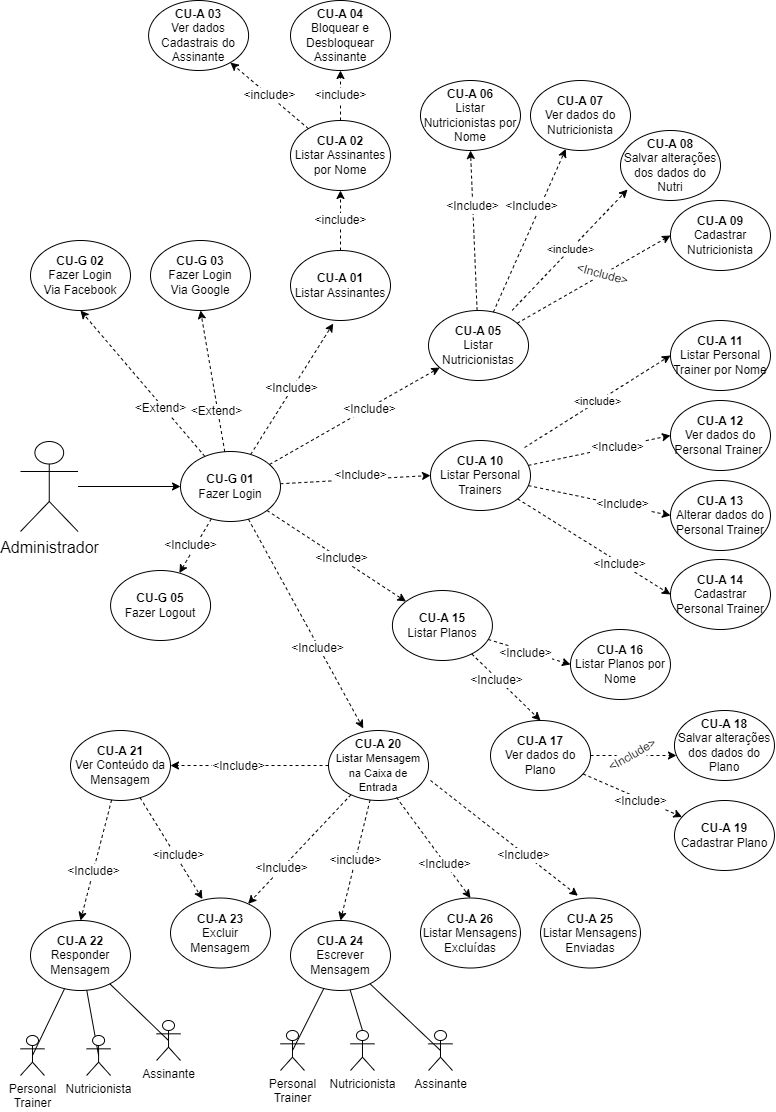 CU-A 03
Ver dados
Cadastrais do
Assinante
CU-A 04
Bloquear e
Desbloquear
Assinante
<include>
<include>
CU-A 02
Listar Assinantes
por Nome
<include>
CU-A 01
Listar Assinantes
CU-G 02
Fazer Login
Via Facebook
CU-G 03
Fazer Login
Via Google
<Extend>
<Extend>
<Include>
CU-A 06
Listar
Nutricionistas por
Nome
CU-A 07
Ver dados do
Nutricionista
CU-A 08
Salvar alterações
dos dados do
Nutri
CU-A 09
Cadastrar
Nutricionista
<Include>
<Include>
<include>
<Include>
CU-A 05
Listar
Nutricionistas
<Include>
Administrador
CU-G 01
Fazer Login
<Include>
CU-A 10
Listar Personal
Trainers
<include>
<Include>
<Include>
<Include>
CU-A 11
Listar Personal
Trainer por Nome
CU-A 12
Ver dados do
Personal Trainer
CU-A 13
Alterar dados do
Personal Trainer
CU-A 14
Cadastrar
Personal Trainer
<Include>
CU-G 05
Fazer Logout
<Include>
CU-A 15
Listar Planos
<Include>
CU-A 16
Listar Planos por
Nome
<Include>
CU-A 17
Ver dados do
Plano
<Include>
CU-A 18
Salvar alterações
dos dados do
Plano
<Include>
CU-A 19
Cadastrar Plano
<Include>
CU-A 20
Listar Mensagem
na Caixa de
Entrada
<Include>
CU-A 21
Ver Conteúdo da
Mensagem
<Include>
<include>
<Include>
<include>
<Include>
<Include>
CU-A 22
Responder
Mensagem
CU-A 23
Excluir
Mensagem
CU-A 24
Escrever
Mensagem
CU-A 26
Listar Mensagens
Excluídas
CU-A 25
Listar Mensagens
Enviadas
Personal
Trainer
Nutricionista
Assinante
Personal
Trainer
Nutricionista
Assinante